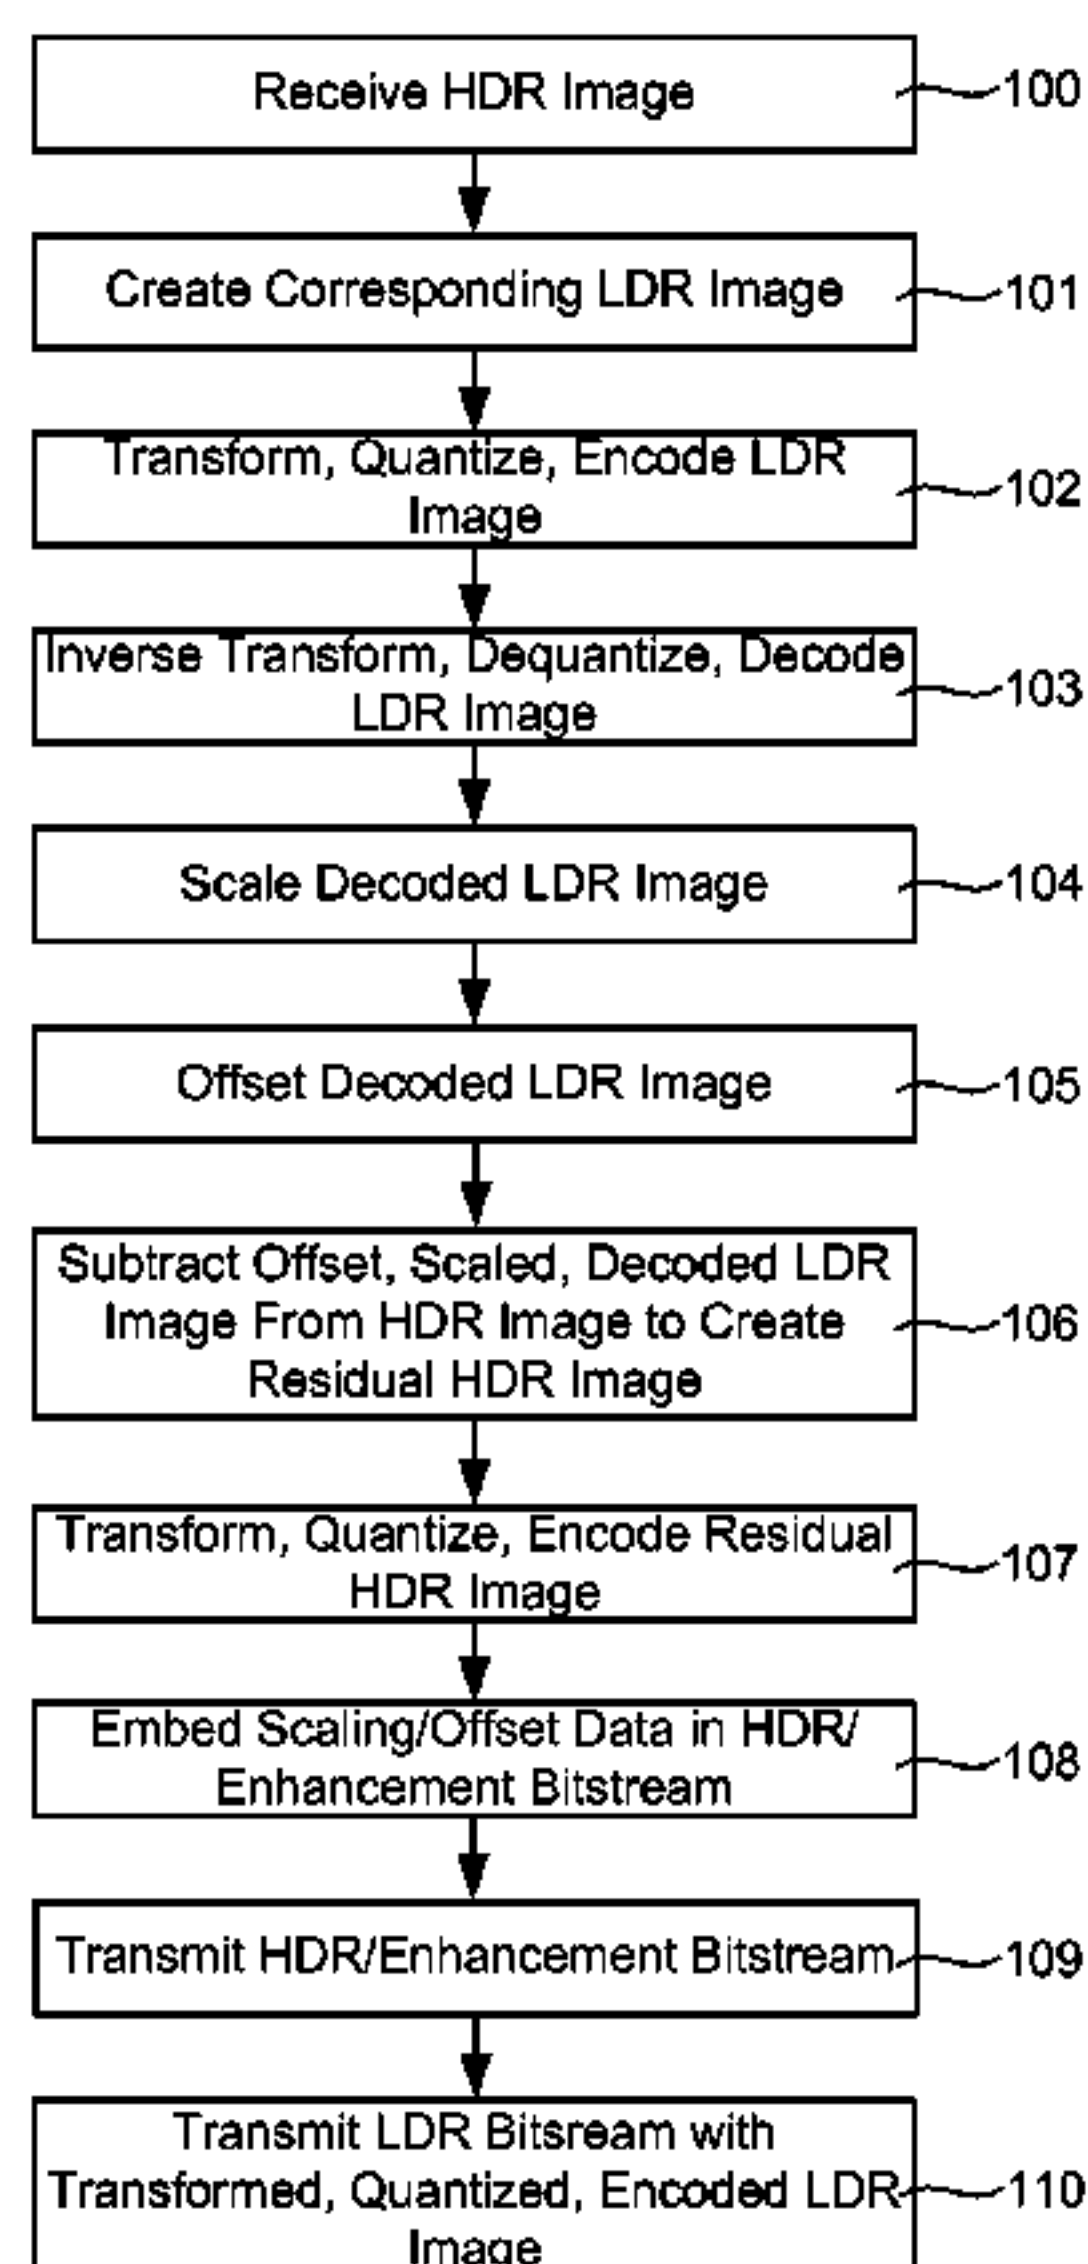 Receive HDR Image
100
Create Corresponding LDR Image
101
Transform, Quantize, Encode LDR
Image
102
Inverse Transform, Dequantize, Decode
LDR Image
103
Scale Decoded LDR Image
104
Offset Decoded LDR Image
105
Subtract Offset, Scaled, Decoded LDR
Image From HDR Image to Create
Residual HDR Image
106
Transform, Quantize, Encode Residual
HDR Image
107
Embed Scaling/Offset Data in HDR/
Enhancement Bitstream
108
Transmit HDR/Enhancement Bitstream
109
Transmit LDR Bitsream with
Transformed, Quantized, Encoded LDR
Image
110